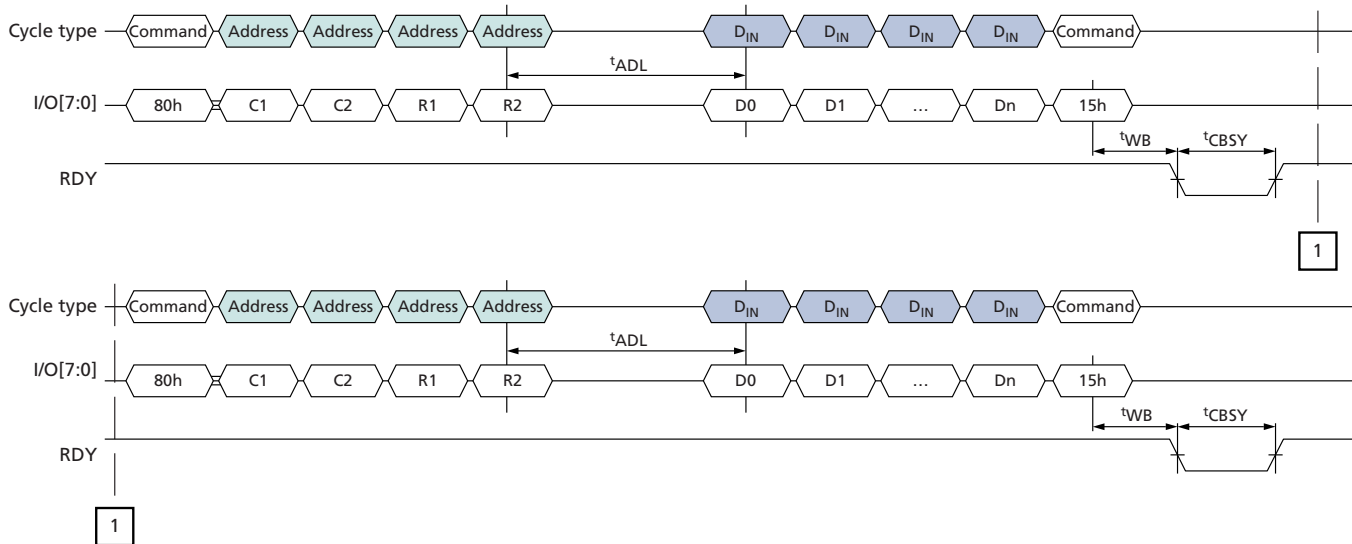 Cycle type Command Address Address Address Address DIN DIN DIN DIN Command
tADL
I/O[7:0] 80h C1 C2 R1 R2 D0 D1 … Dn 15h
tWB tCBSY
RDY
1
Cycle type Command Address Address Address Address DIN DIN DIN DIN Command
tADL
I/O[7:0] 80h C1 C2 R1 R2 D0 D1 … Dn 15h
tWB tCBSY
RDY
1